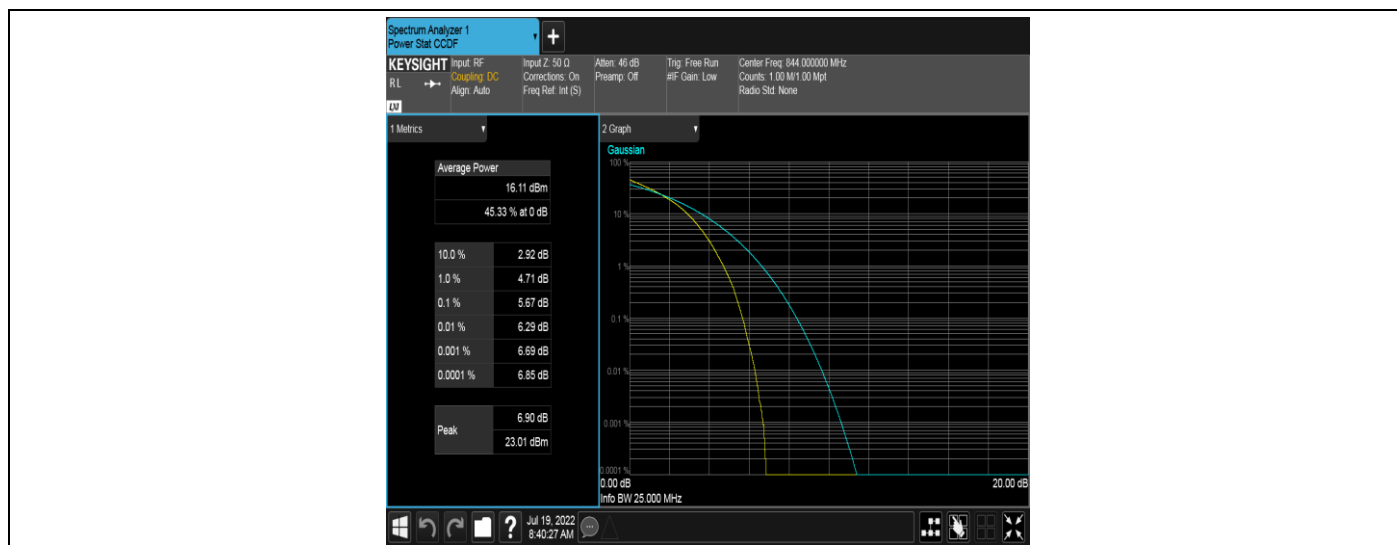 Spectrum Analyzer 1
Power Stat CCDF
+
KEYSIGHT
R L
LXI
Input: RF
Coupling: DC
Align: Auto
Input Z: 50 Ω
Corrections: On
Freq Ref: Int (S)
Atten: 46 dB
Preamp: Off
Trig: Free Run
#IF Gain: Low
Center Freq: 844.000000 MHz
Counts: 1.00 M/1.00 Mpt
Radio Std: None
1 Metrics
Average Power
16.11 dBm
45.33 % at 0 dB
10.0 % 2.92 dB
1.0 % 4.71 dB
0.1 % 5.67 dB
0.01 % 6.29 dB
0.001 % 6.69 dB
0.0001 % 6.85 dB
Peak
6.90 dB
23.01 dBm
2 Graph
Gaussian
100 %
10 %
1 %
0.1 %
0.01 %
0.001 %
0.0001 %
0.00 dB 20.00 dB
Info BW 25.000 MHz
?
Jul 19, 2022
8:40:27 AM